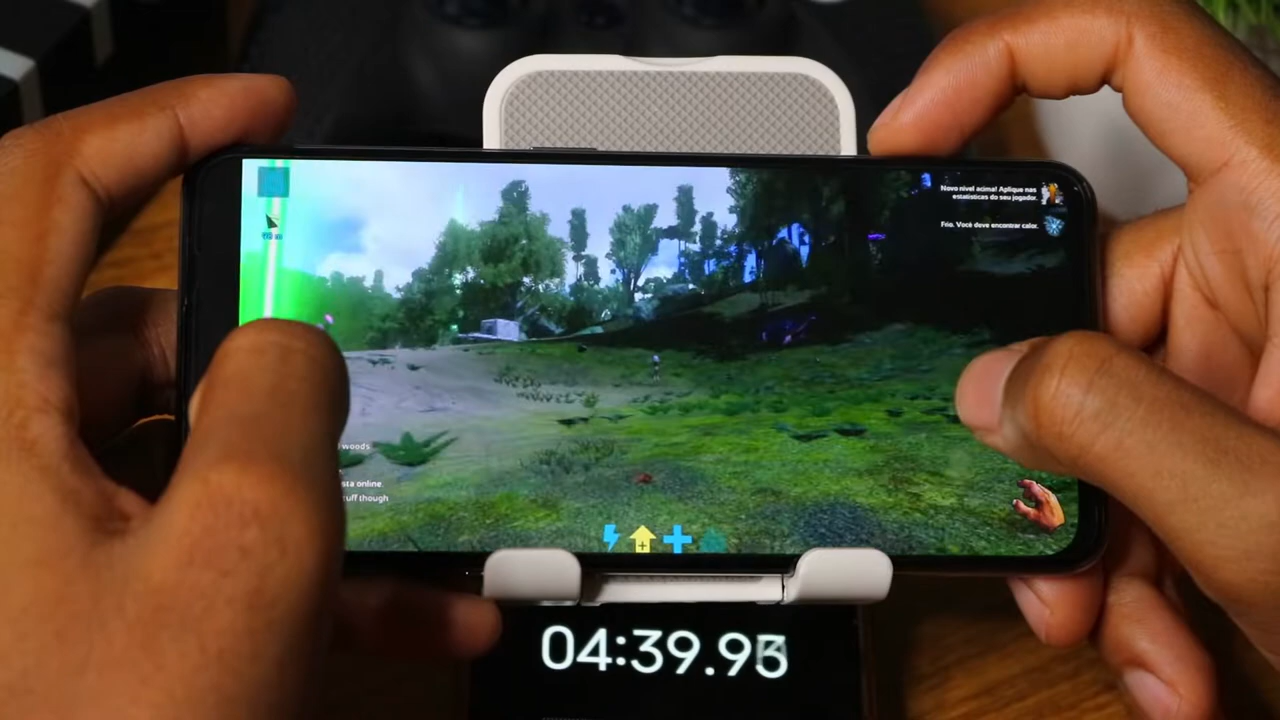 Novo nível acima! Aplique nas
estatísticas do seu jogador.
Frio. Você deve encontrar calor.
woods
sta online.
tuff though
04:39.93